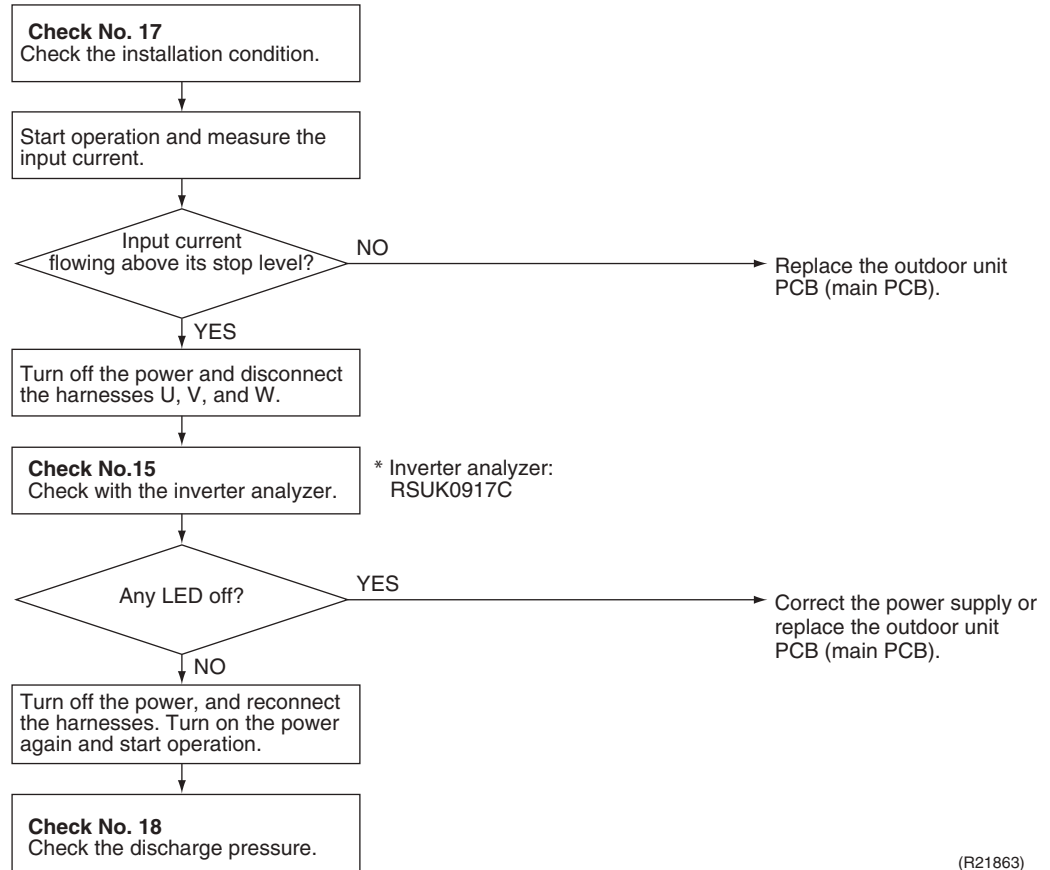 Check No. 17
Check the installation condition.
Start operation and measure the
input current.
Input current
flowing above its stop level?
NO
Replace the outdoor unit
PCB (main PCB).
YES
Turn off the power and disconnect
the harnesses U, V, and W.
Check No.15
Check with the inverter analyzer.
* Inverter analyzer:
RSUK0917C
Any LED off?
YES
Correct the power supply or
replace the outdoor unit
PCB (main PCB).
NO
Turn off the power, and reconnect
the harnesses. Turn on the power
again and start operation.
Check No. 18
Check the discharge pressure.
(R21863)